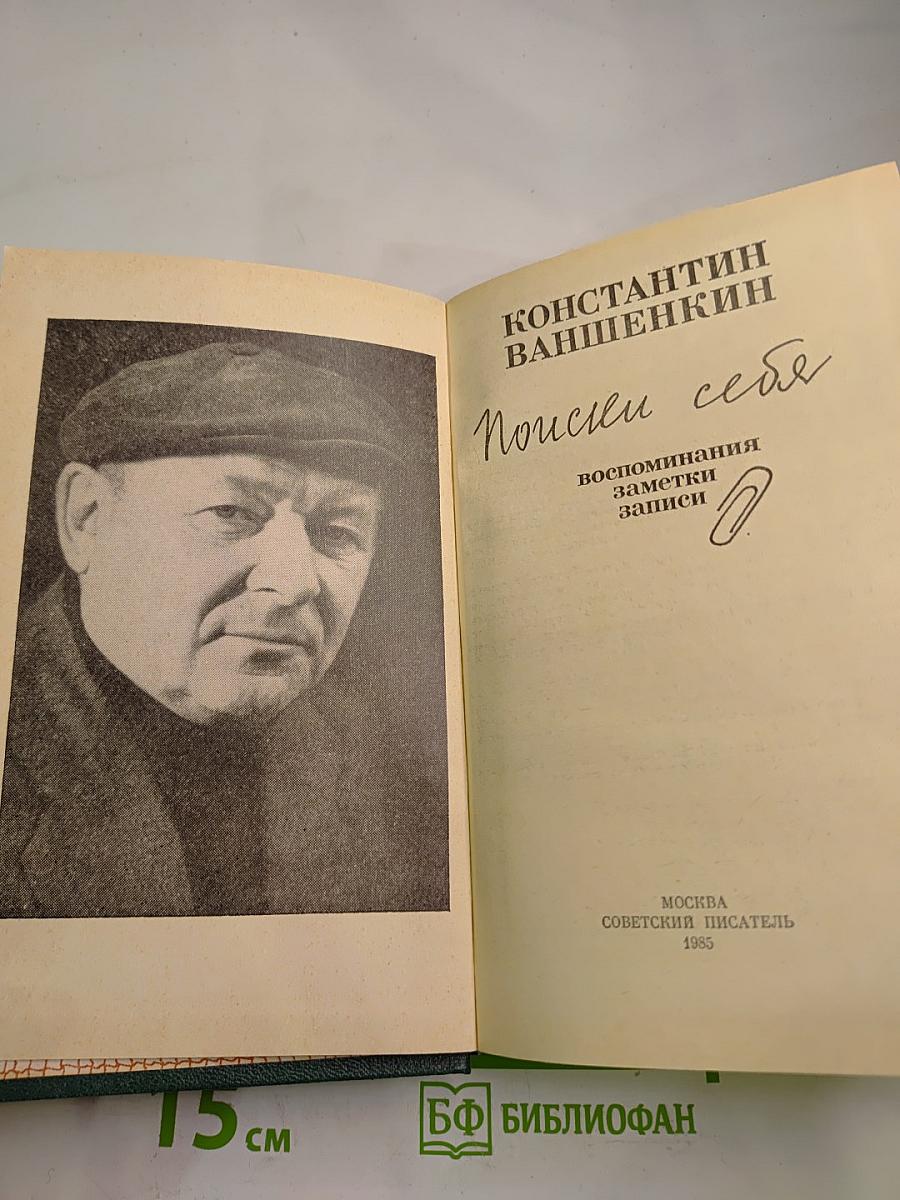 КОНСТАНТИН
ВАНШЕНКИН
Поиски себя
воспоминания
заметки
записи
МОСКВА
СОВЕТСКИЙ ПИСАТЕЛЬ
1985
15 см
БФ БИБЛИОФАН